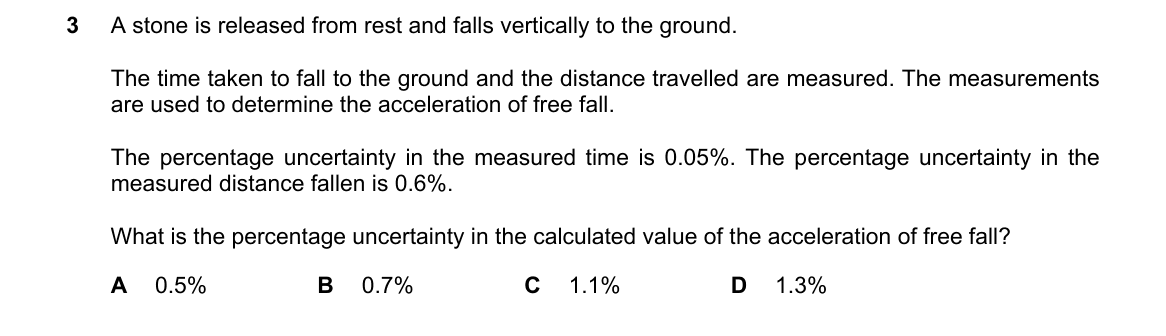 3 A stone is released from rest and falls vertically to the ground.
The time taken to fall to the ground and the distance travelled are measured. The measurements
are used to determine the acceleration of free fall.
The percentage uncertainty in the measured time is 0.05%. The percentage uncertainty in the
measured distance fallen is 0.6%.
What is the percentage uncertainty in the calculated value of the acceleration of free fall?
A 0.5% B 0.7% C 1.1% D 1.3%